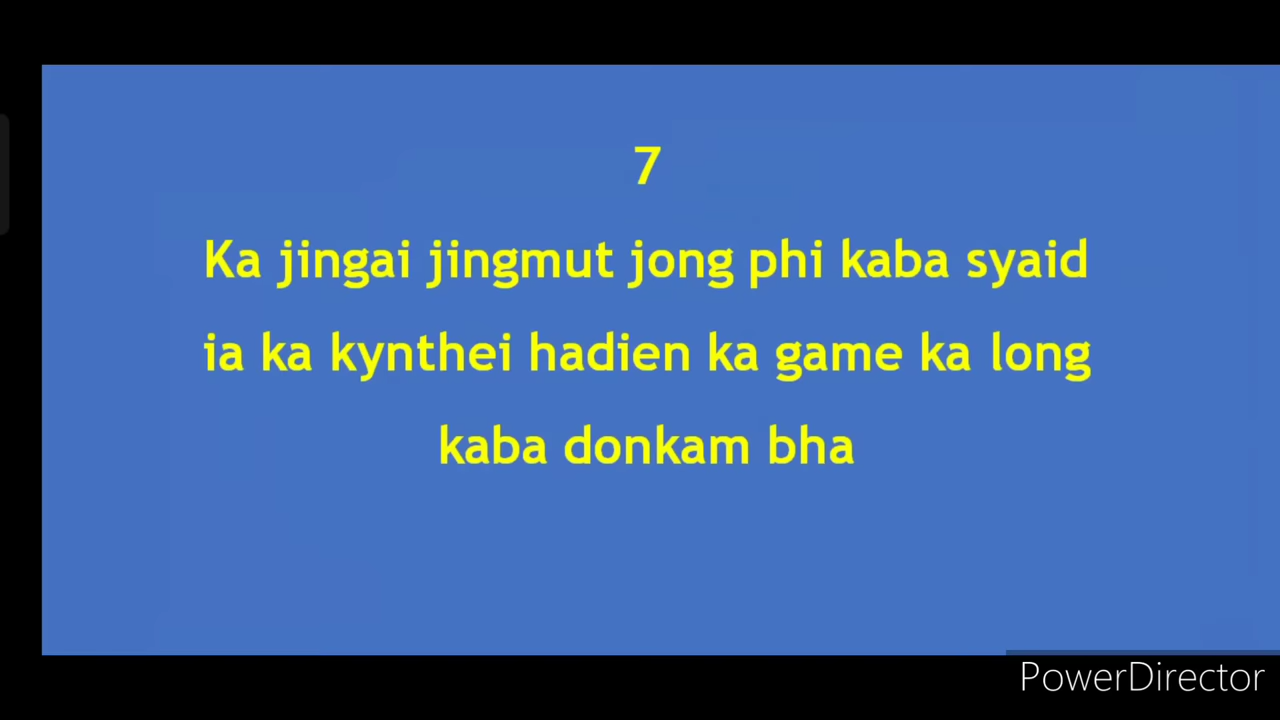 7
Ka jingai jingmut jong phi kaba syaid
ia ka kynthei hadien ka game ka long
kaba donkam bha
PowerDirector